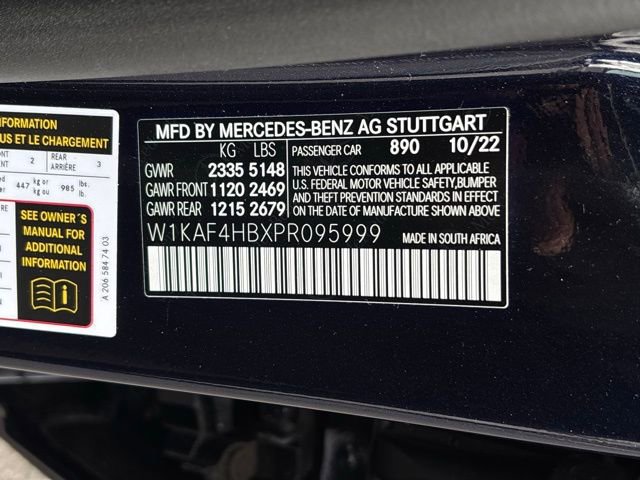 INFORMATION
US ET LE CHARGEMENT
2 REAR - 3
ARRIÈRE
447 kg or 985 lbs.
kg ou lb.
SEE OWNER´S
MANUAL FOR
ADDITIONAL
INFORMATION
A 206 584 74 03
MFD BY MERCEDES-BENZ AG STUTTGART
KG LBS PASSENGER CAR 890 10/22
GVWR 2335 5148
GAWR FRONT 1120 2469
GAWR REAR 1215 2679
THIS VEHICLE CONFORMS TO ALL APPLICABLE
U.S. FEDERAL MOTOR VEHICLE SAFETY,BUMPER
AND THEFT PREVENTION STANDARDS IN EFFECT
ON THE DATE OF MANUFACTURE SHOWN ABOVE
W1KAF4HBXPR095999 MADE IN SOUTH AFRICA